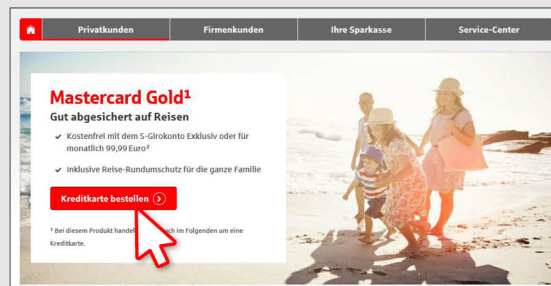 Privatkunden
Firmenkunden
Ihre Sparkasse
Service-Center
Mastercard Gold¹
Gut abgesichert auf Reisen
✓ Kostenfrei mit dem S-Girokonto Exklusiv oder für
monatlich 99,99 Euro²
✓ Inklusive Reise-Rundumschutz für die ganze Familie
Kreditkarte bestellen
¹ Bei diesem Produkt im Folgenden um eine
Kreditkarte.